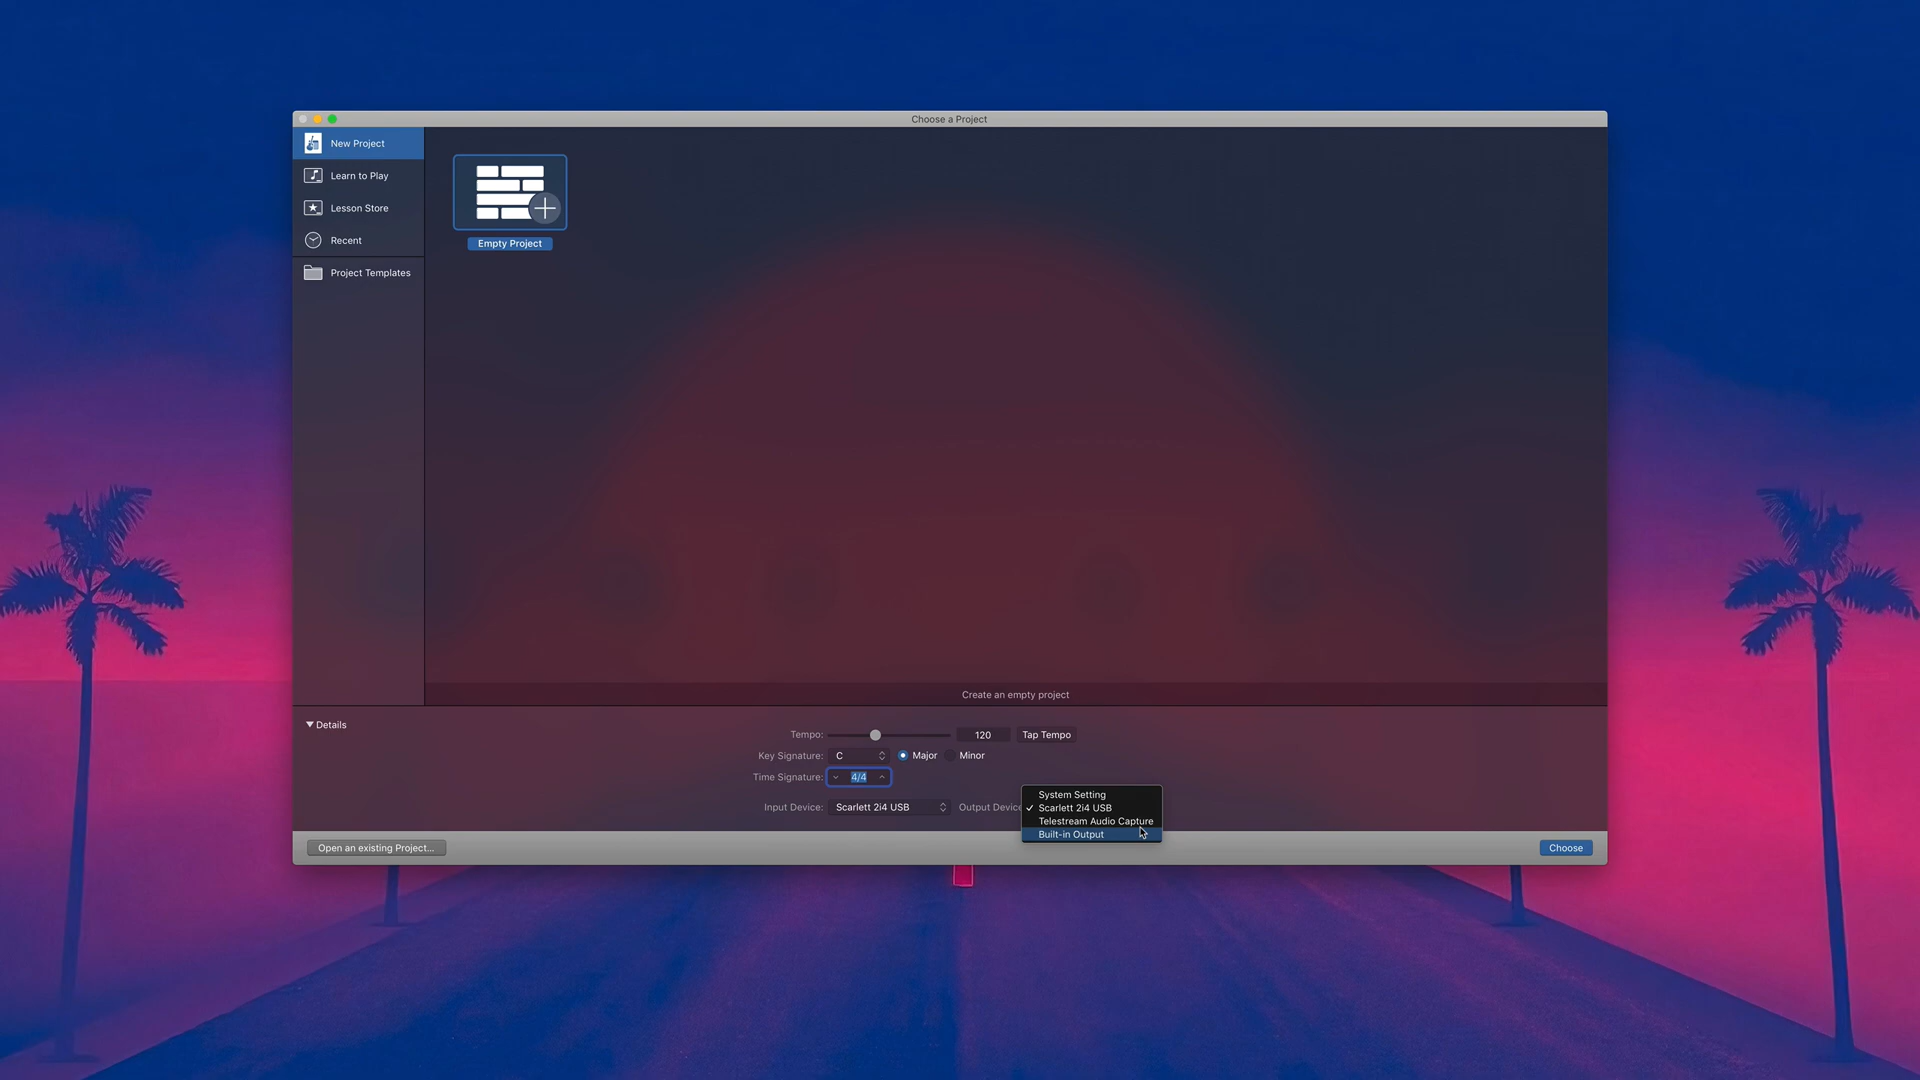 Choose a Project
New Project
Learn to Play
Lesson Store
Recent
Project Templates
Empty Project
Create an empty project
Details
Tempo: 120 Tap Tempo
Key Signature: C Major Minor
Time Signature: 4/4
Input Device: Scarlett 2i4 USB Output Device
System Setting
Scarlett 2i4 USB
Telestream Audio Capture
Built-in Output
Open an existing Project...
Choose